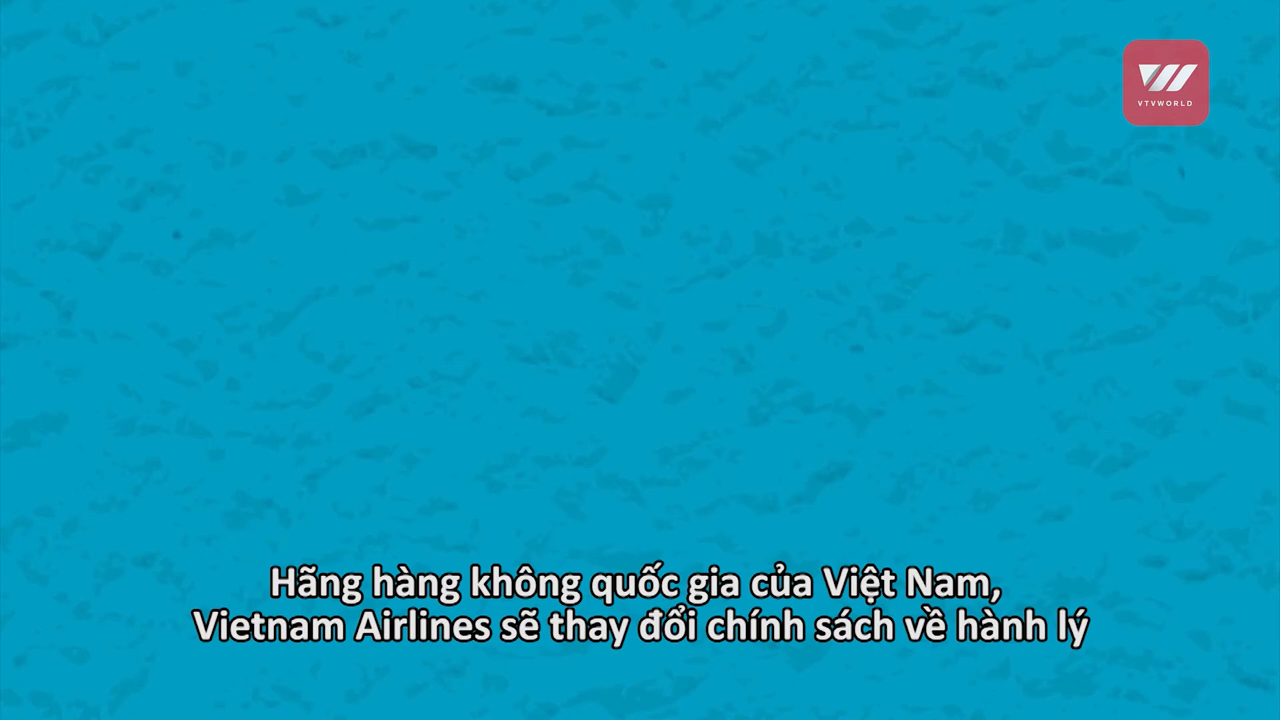 VTVWORLD
Hãng hàng không quốc gia của Việt Nam,
Vietnam Airlines sẽ thay đổi chính sách về hành lý